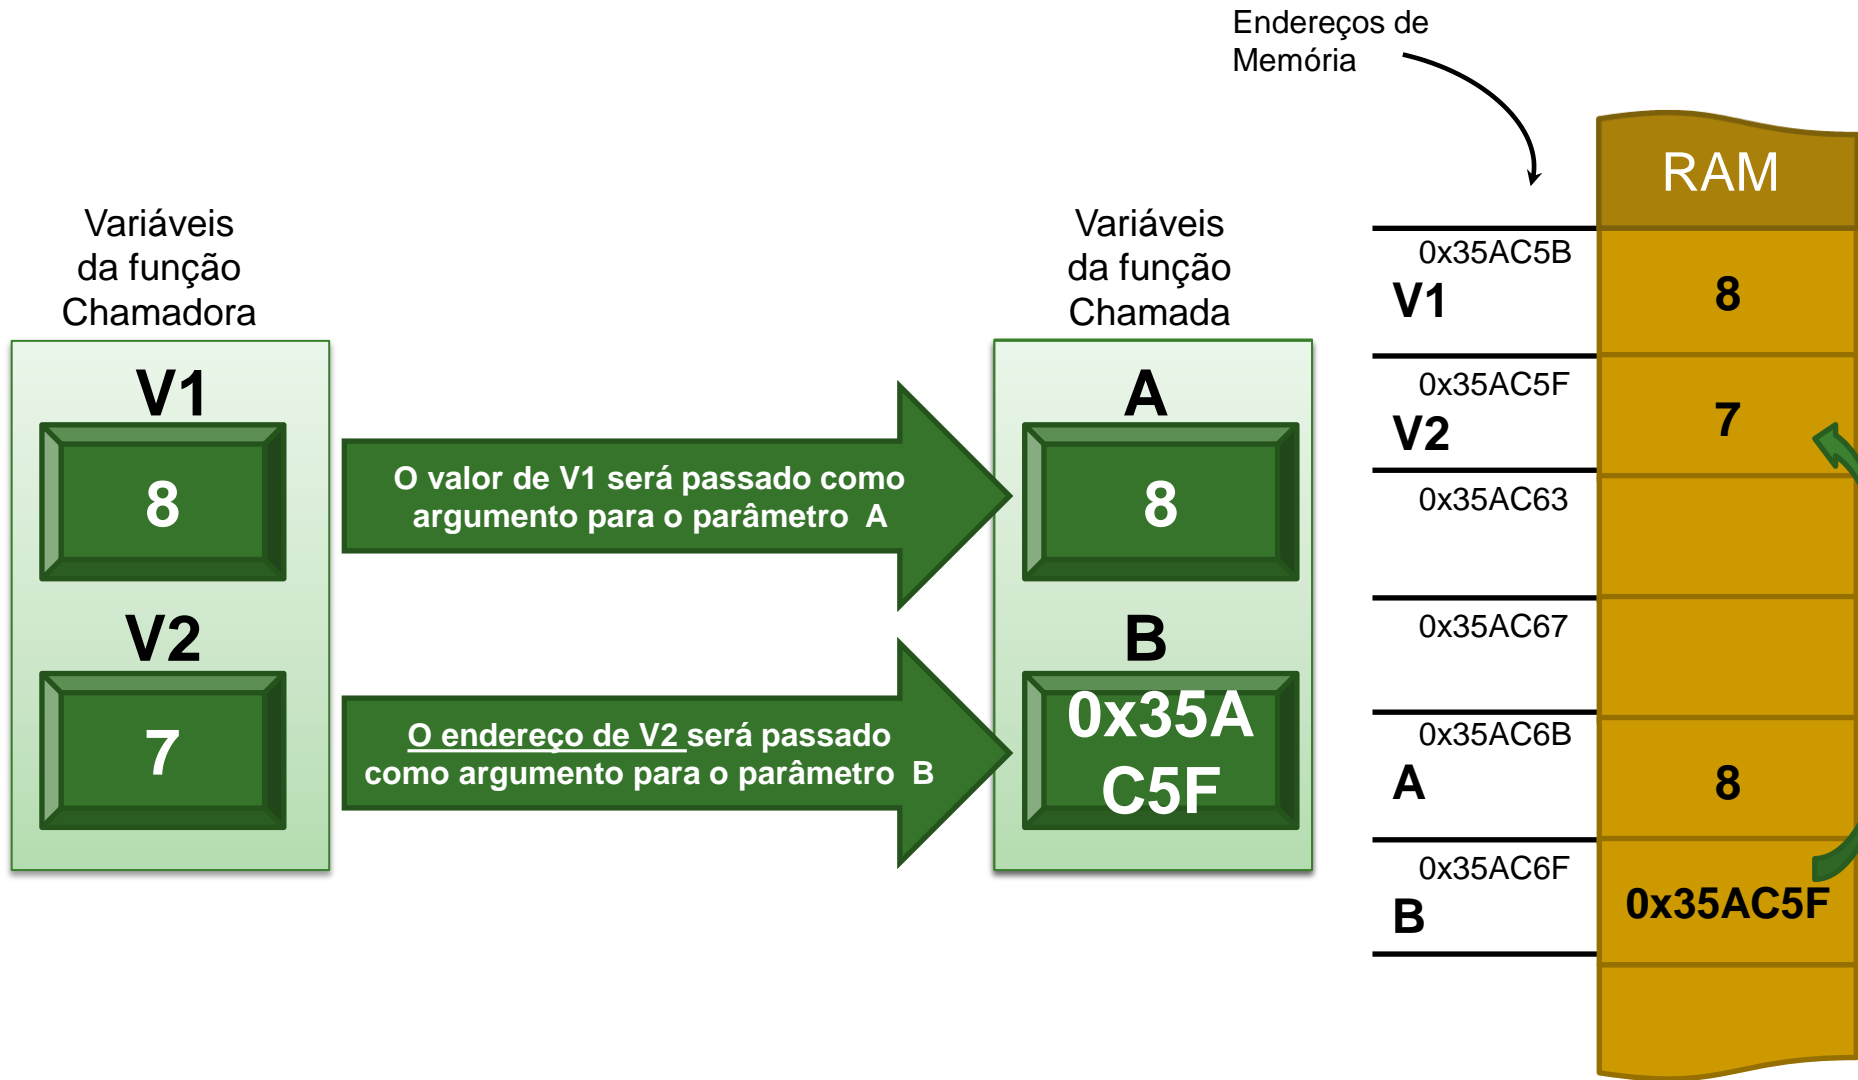 Endereços de
Memória
RAM
Variáveis
da função
Chamadora
V1
8
V2
7
O valor de V1 será passado como
argumento para o parâmetro A
O endereço de V2 será passado
como argumento para o parâmetro B
Variáveis
da função
Chamada
A
8
B
0x35A
C5F
0x35AC5B
V1
8
0x35AC5F
V2
7
0x35AC63
0x35AC67
0x35AC6B
A
8
0x35AC6F
B
0x35AC5F